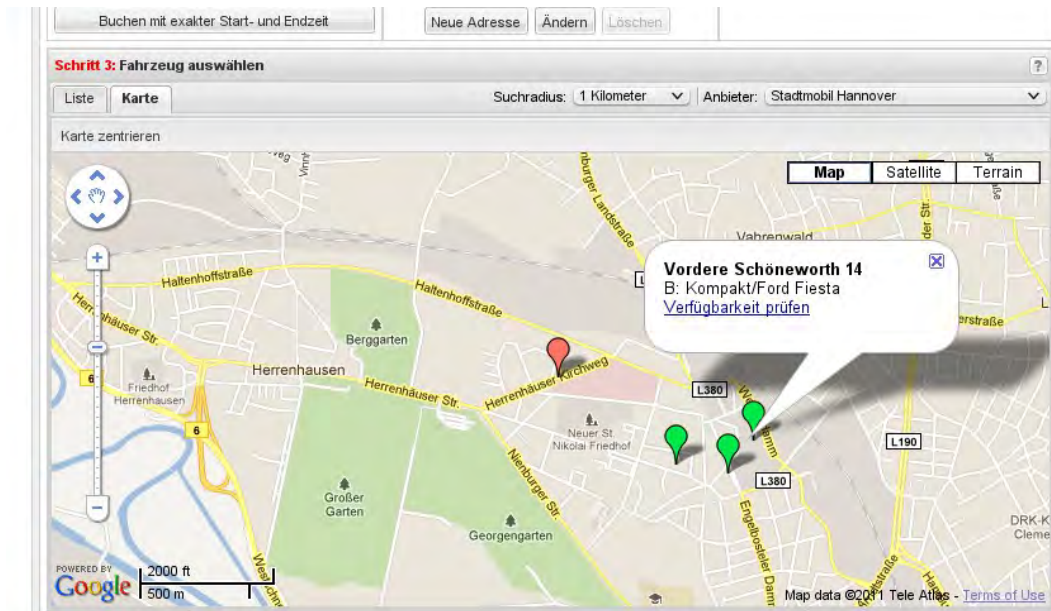 Buchen mit exakter Start- und Endzeit
Neue Adresse Ändern Löschen
Schritt 3: Fahrzeug auswählen ?
Liste Karte Suchradius: 1 Kilometer Anbieter: Stadtmobil Hannover
Karte zentrieren
Map Satellite Terrain
Nienburger Landstraße
Vahrenwald
der Str.
Vordere Schöneworth 14
B: Kompakt/Ford Fiesta
Verfügbarkeit prüfen
Haltenhoffstraße
Haltenhoffstraße
Herrenhäuser Str.
Berggarten
Herrenhausen
Herrenhäuser Str.
Herrenhäuser Kirchweg
6
Friedhof
Herrenhausen
6
L380
Neuer St.
Nikolai Friedhof
L190
L380
Nienburger Str.
Großer
Garten
Georgengarten
Engelbosteler Damm
DRK-K
Cleme
POWERED BY
Google
2000 ft
500 m
Map data ©2011 Tele Atlas - Terms of Use